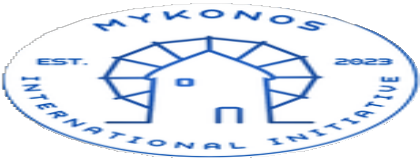 MYKONOS
EST. 2023
INTERNATIONAL INITIATIVE